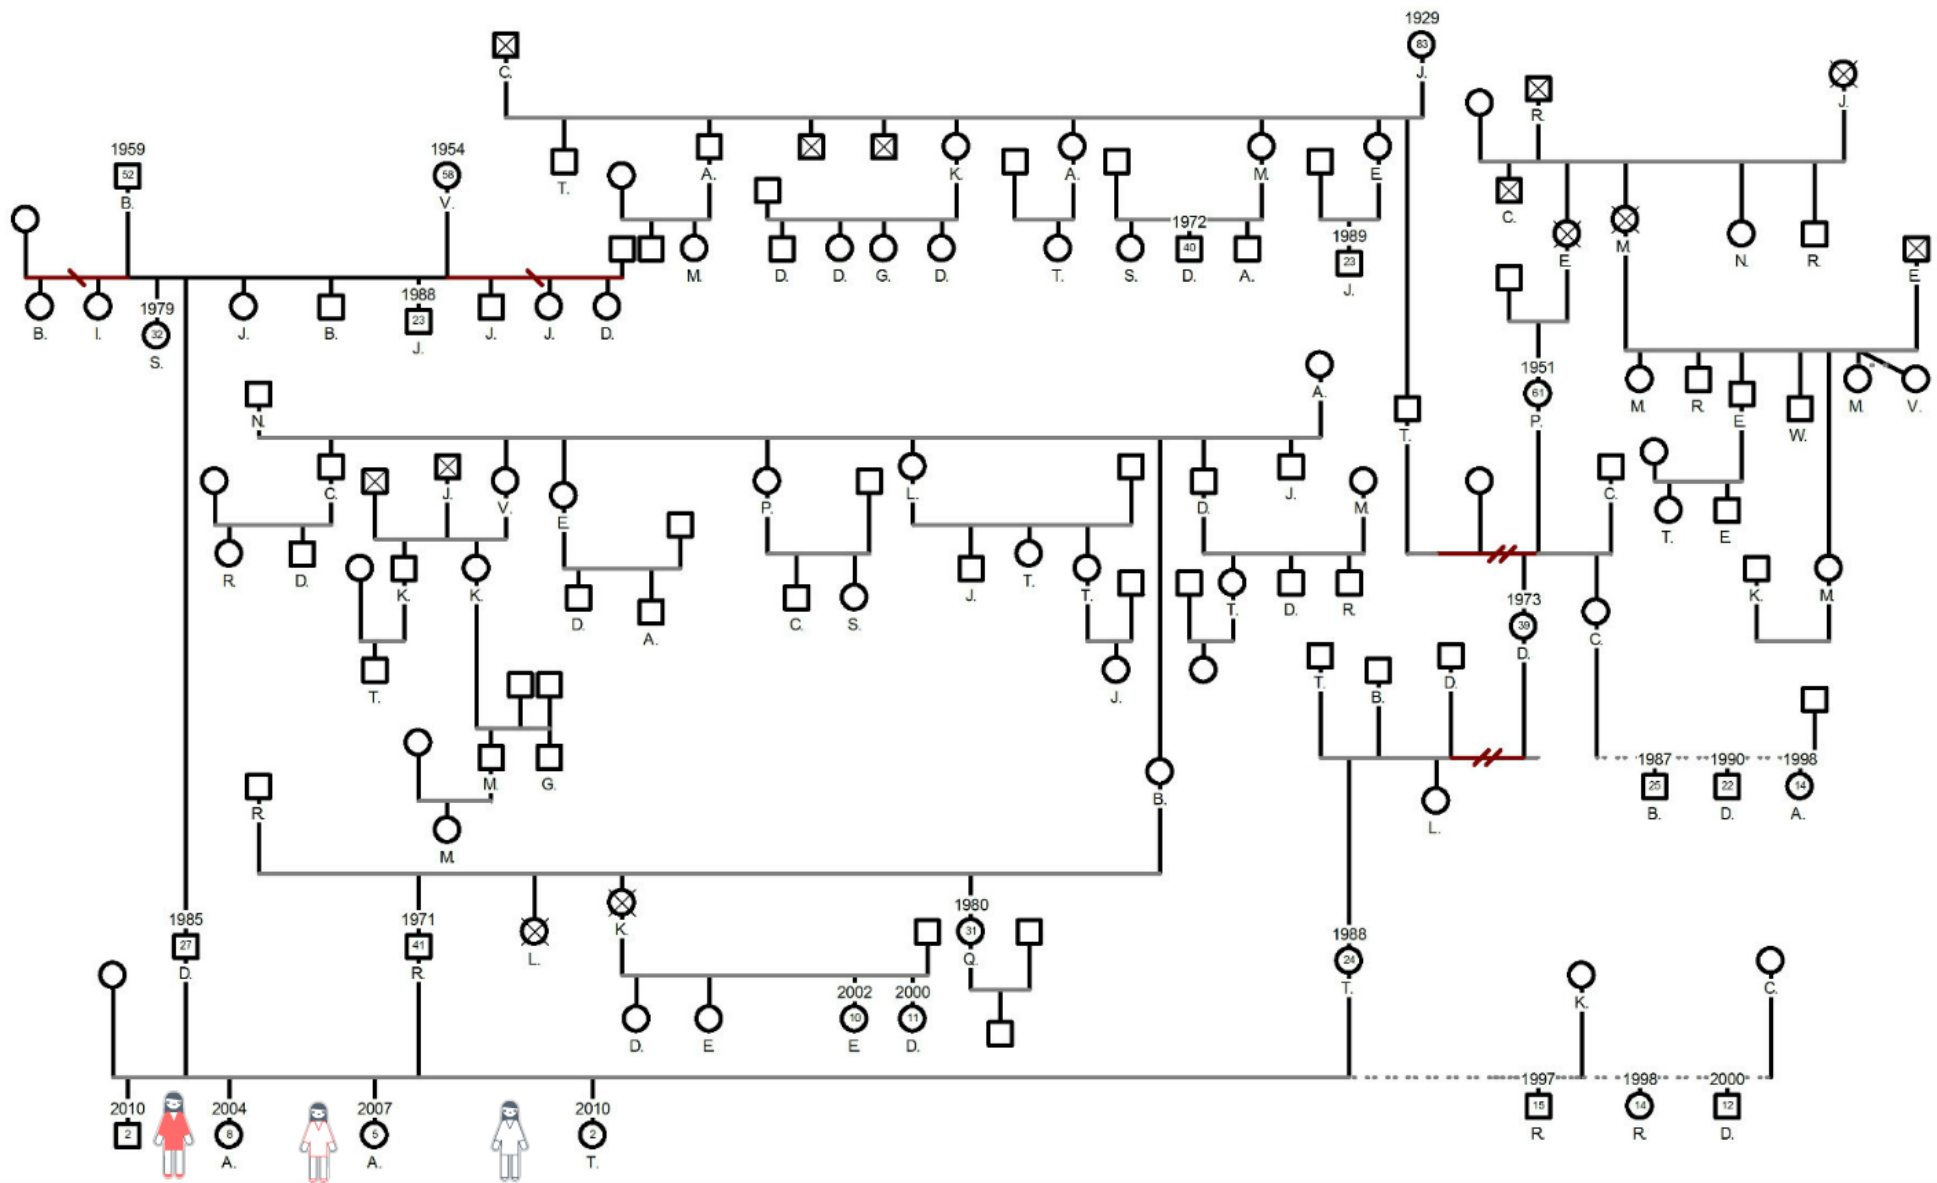 1929
83
C.
J.
R.
J.
1959
1954
52
58
B.
V.
T.
A.
K.
A.
M.
E.
C.
E.
M.
N.
R.
E.
1972
1989
40
23
M.
D.
D.
G.
D.
T.
S.
D.
A.
J.
1979
1988
32
23
B.
I.
S.
J.
B.
J.
J.
J.
D.
1951
61
P.
M.
R.
E.
W.
M.
V.
N.
A.
T.
C.
J.
V.
E.
P.
L.
D.
J.
M.
C.
T.
E
R.
D.
K.
K.
D.
A.
C.
S.
J.
T.
T.
T.
D.
R.
1973
39
D.
C.
K.
M.
T.
J.
T.
B.
D.
M.
G.
M.
R.
B.
L.
1987
1990
1998
25
22
14
B.
D.
A.
1985
1971
1980
1988
27
41
31
24
D.
R.
L.
K.
Q.
T.
K.
C.
2002
2000
10
11
D.
E
E
D.
2010
2004
2007
2010
1997
1998
2000
2
8
5
2
15
14
12
A.
A.
T.
R.
R.
D.